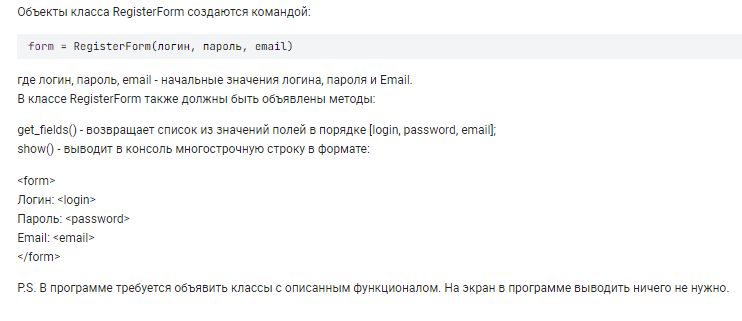 Объекты класса RegisterForm создаются командой:
form = RegisterForm(логин, пароль, email)
где логин, пароль, email - начальные значения логина, пароля и Email.
В классе RegisterForm также должны быть объявлены методы:
get_fields() - возвращает список из значений полей в порядке [login, password, email];
show() - выводит в консоль многострочную строку в формате:
<form>
Логин: <login>
Пароль: <password>
Email: <email>
</form>
P.S. В программе требуется объявить классы с описанным функционалом. На экран в программе выводить ничего не нужно.